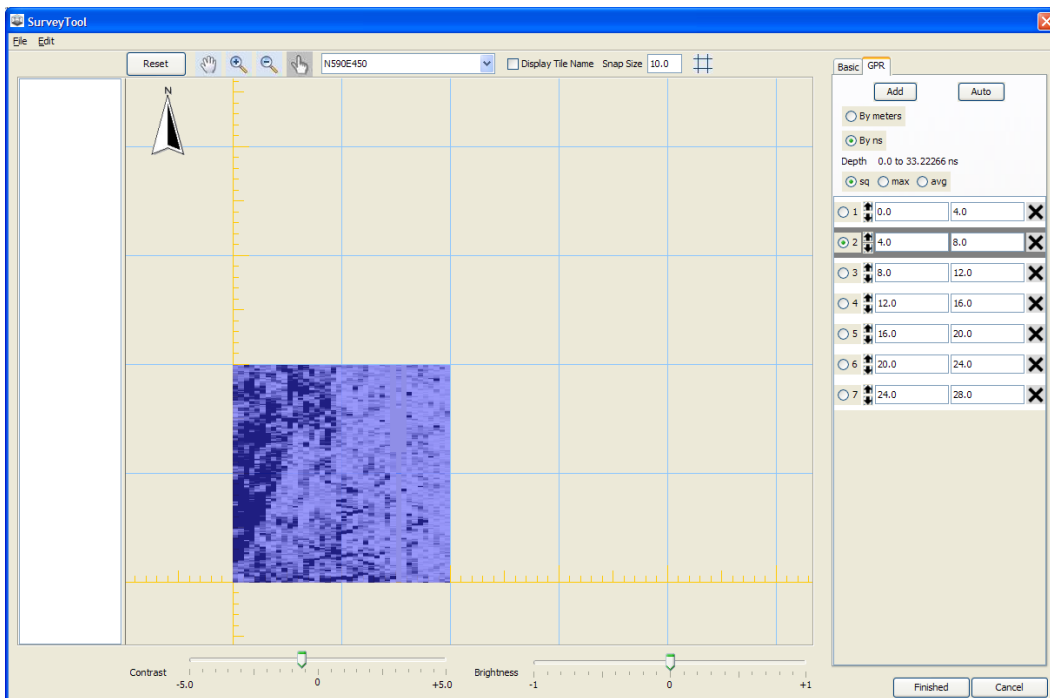 SurveyTool
File Edit
Reset N590E450 Display Tile Name Snap Size 10.0
Basic GPR
N
Add Auto
By meters
By ns
Depth 0.0 to 33.22266 ns
sq max avg
1 0.0 4.0
2 4.0 8.0
3 8.0 12.0
4 12.0 16.0
5 16.0 20.0
6 20.0 24.0
7 24.0 28.0
Contrast -5.0 0 +5.0 Brightness -1 0 +1
Finished Cancel